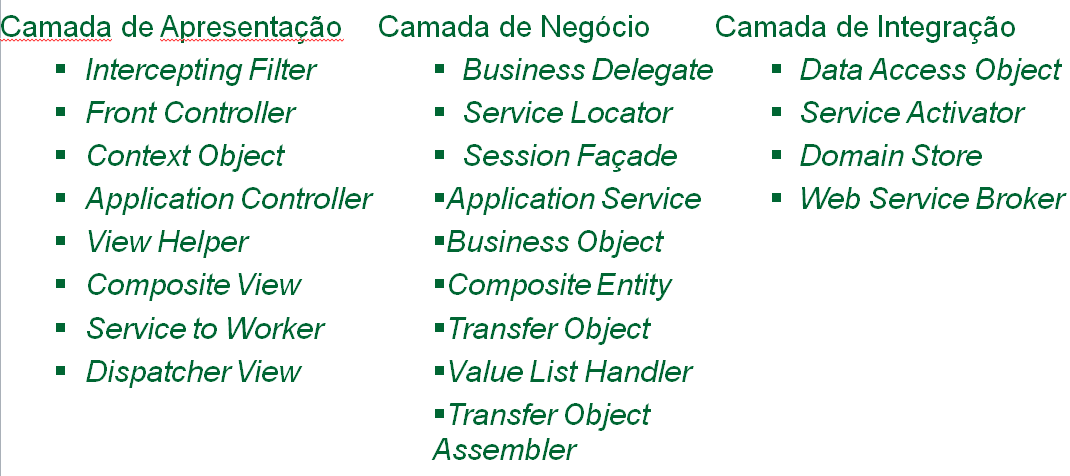 Camada de Apresentação
▪ Intercepting Filter
▪ Front Controller
▪ Context Object
▪ Application Controller
▪ View Helper
▪ Composite View
▪ Service to Worker
▪ Dispatcher View
Camada de Negócio
▪ Business Delegate
▪ Service Locator
▪ Session Façade
▪Application Service
▪Business Object
▪Composite Entity
▪Transfer Object
▪Value List Handler
▪Transfer Object
Assembler
Camada de Integração
▪ Data Access Object
▪ Service Activator
▪ Domain Store
▪ Web Service Broker